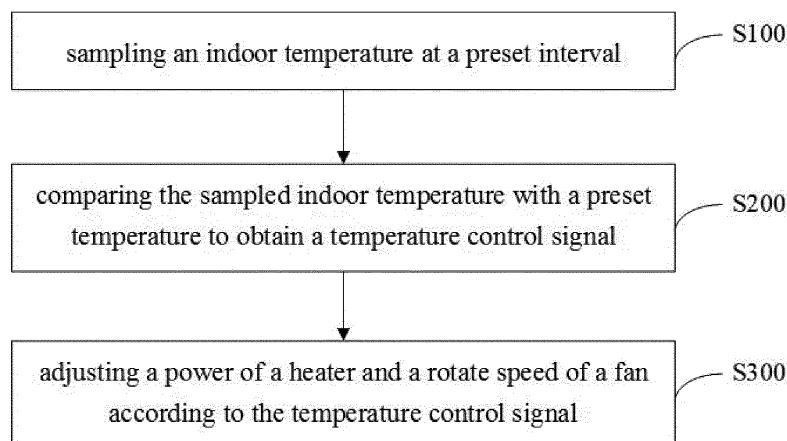 sampling an indoor temperature at a preset interval
S100
comparing the sampled indoor temperature with a preset
temperature to obtain a temperature control signal
S200
adjusting a power of a heater and a rotate speed of a fan
according to the temperature control signal
S300